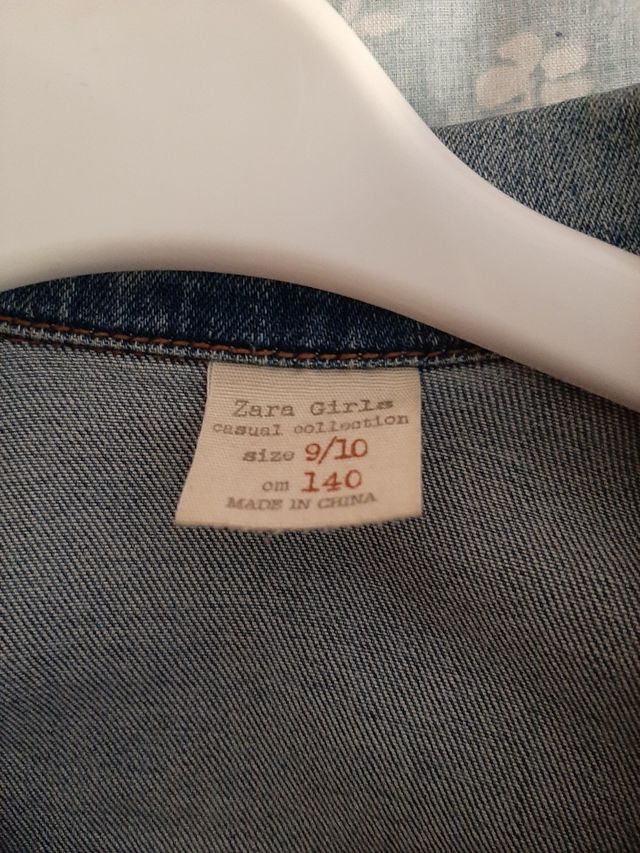 Zara Girls
casual collection
size 9/10
cm 140
MADE IN CHINA